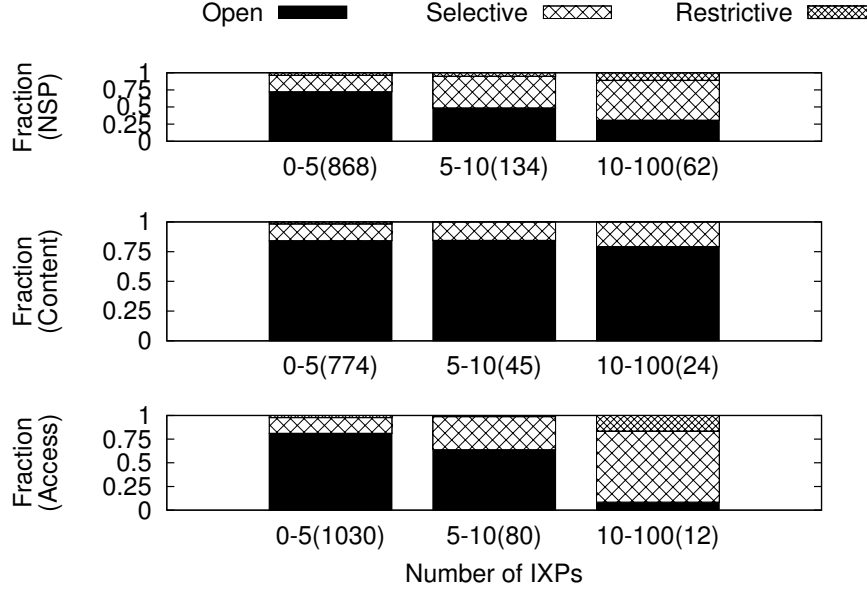 Open Selective Restrictive
Fraction
(NSP)
1
0.75
0.5
0.25
0
0-5(868) 5-10(134) 10-100(62)
Fraction
(Content)
1
0.75
0.5
0.25
0
0-5(774) 5-10(45) 10-100(24)
Fraction
(Access)
1
0.75
0.5
0.25
0
0-5(1030) 5-10(80) 10-100(12)
Number of IXPs